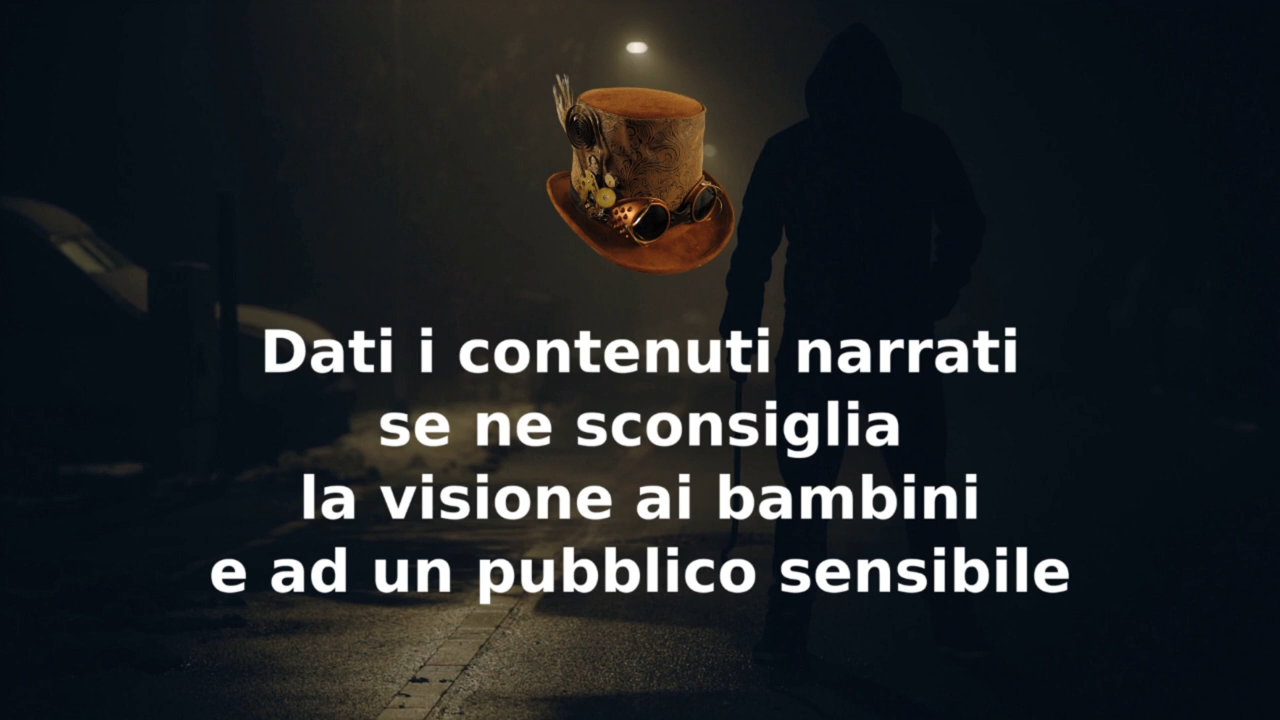 Dati i contenuti narrati
se ne sconsiglia
la visione ai bambini
e ad un pubblico sensibile